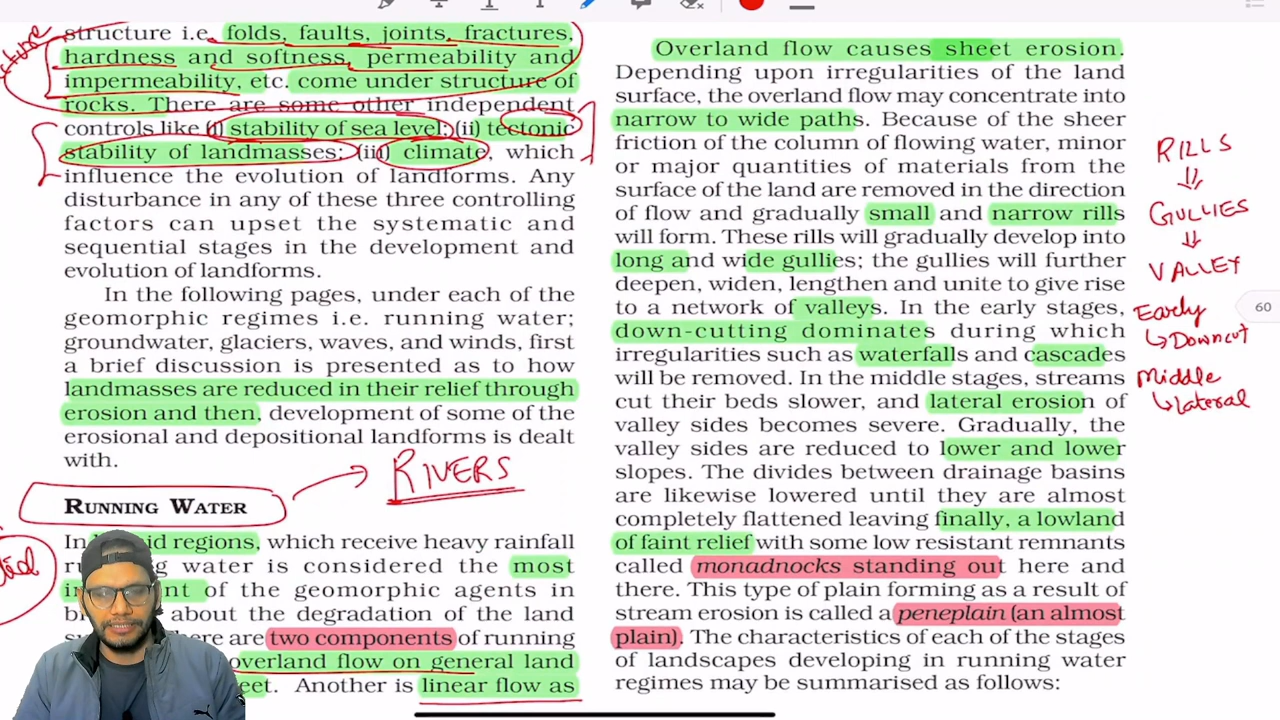 structure i.e. folds, faults, joints, fractures,
hardness and softness, permeability and
impermeability, etc. come under structure of
rocks. There are some other independent
controls like (i) stability of sea level; (ii) tectonic
stability of landmasses; (iii) climate, which
influence the evolution of landforms. Any
disturbance in any of these three controlling
factors can upset the systematic and
sequential stages in the development and
evolution of landforms.
In the following pages, under each of the
geomorphic regimes i.e. running water;
groundwater, glaciers, waves, and winds, first
a brief discussion is presented as to how
landmasses are reduced in their relief through
erosion and then, development of some of the
erosional and depositional landforms is dealt
with.
RIVERS
RUNNING WATER
In humid regions, which receive heavy rainfall
water is considered the most
of the geomorphic agents in
about the degradation of the land
are two components of running
overland flow on general land
Another is linear flow as
Overland flow causes sheet erosion.
Depending upon irregularities of the land
surface, the overland flow may concentrate into
narrow to wide paths. Because of the sheer
friction of the column of flowing water, minor
or major quantities of materials from the
surface of the land are removed in the direction
of flow and gradually small and narrow rills
will form. These rills will gradually develop into
long and wide gullies; the gullies will further
deepen, widen, lengthen and unite to give rise
to a network of valleys. In the early stages,
down-cutting dominates during which
irregularities such as waterfalls and cascades
will be removed. In the middle stages, streams
cut their beds slower, and lateral erosion of
valley sides becomes severe. Gradually, the
valley sides are reduced to lower and lower
slopes. The divides between drainage basins
are likewise lowered until they are almost
completely flattened leaving finally, a lowland
of faint relief with some low resistant remnants
called monadnocks standing out here and
there. This type of plain forming as a result of
stream erosion is called a peneplain (an almost
plain). The characteristics of each of the stages
of landscapes developing in running water
regimes may be summarised as follows:
RILLS
GULLIES
VALLEY
Early
Downcut
Middle
lateral
60